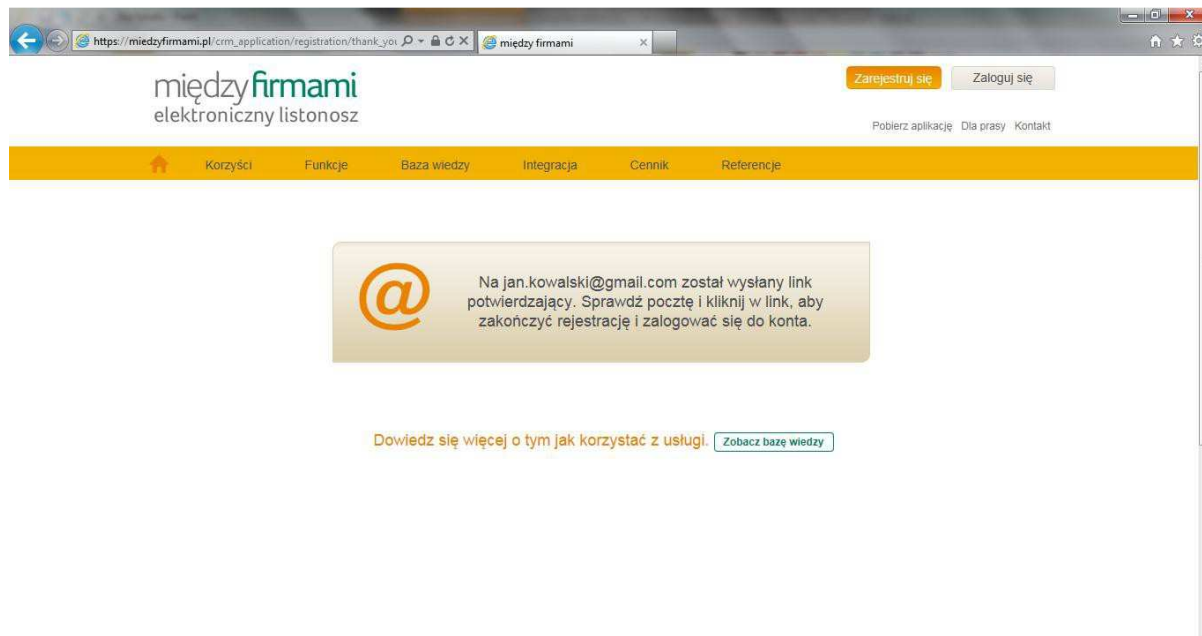 https://miedzyfirmami.pl/crm_application/registration/thank_you
między firmami
między firmami
elektroniczny listonosz
Zarejestruj się
Zaloguj się
Pobierz aplikację Dla prasy Kontakt
Korzyści Funkcje Baza wiedzy Integracja Cennik Referencje
@
Na jan.kowalski@gmail.com został wysłany link
potwierdzający. Sprawdź pocztę i kliknij w link, aby
zakończyć rejestrację i zalogować się do konta.
Dowiedz się więcej o tym jak korzystać z usługi. Zobacz bazę wiedzy